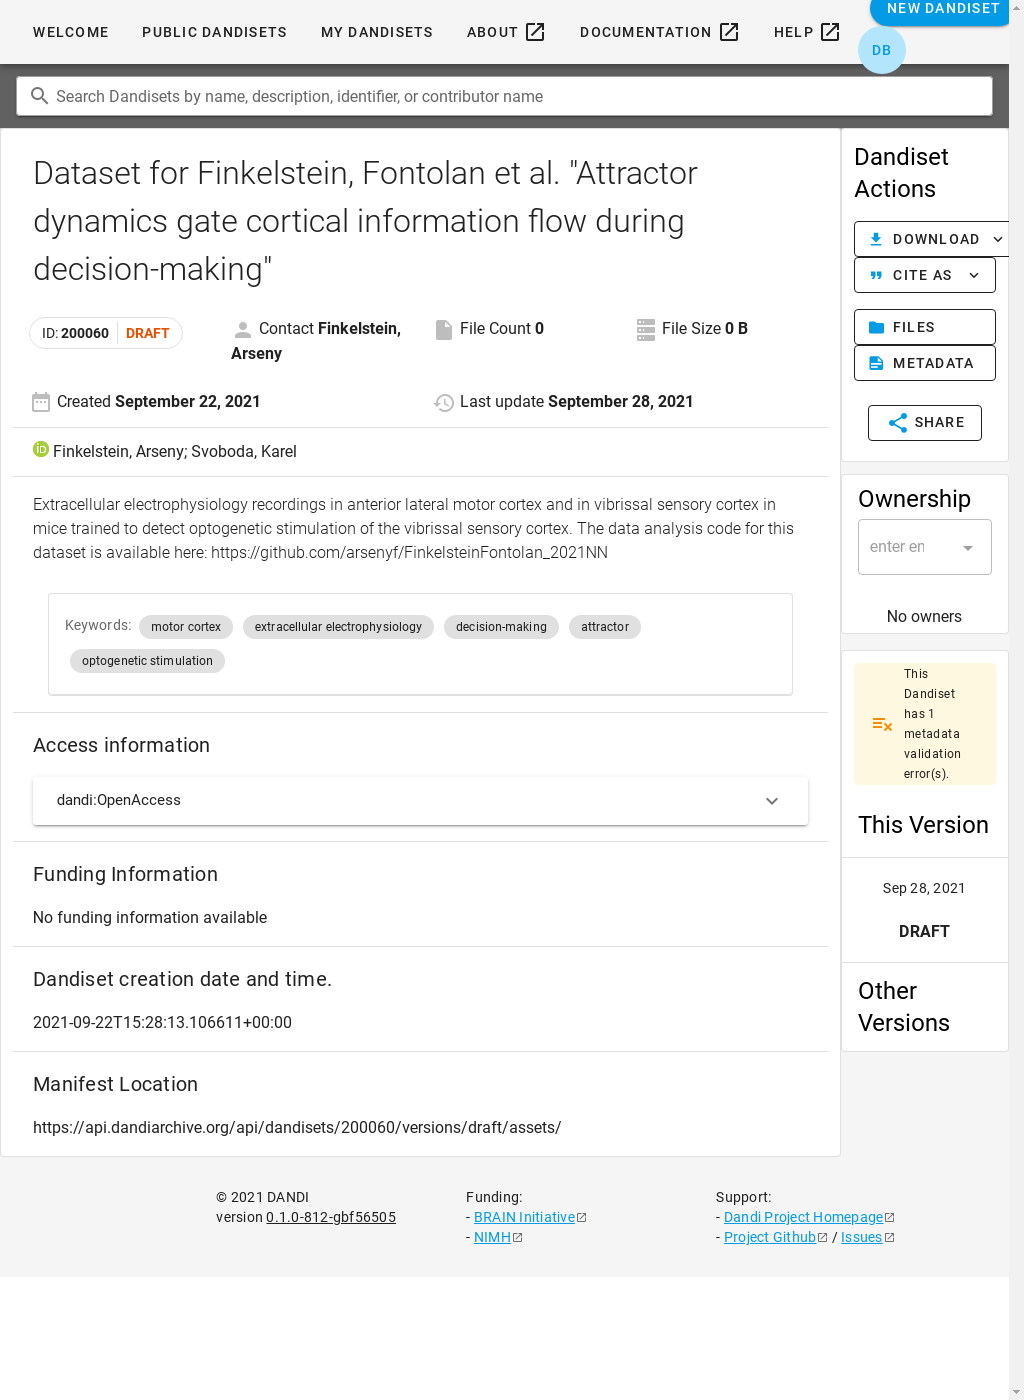 WELCOME PUBLIC DANDISETS MY DANDISETS ABOUT DOCUMENTATION HELP NEW DANDISET
DB
Search Dandisets by name, description, identifier, or contributor name
Dataset for Finkelstein, Fontolan et al. "Attractor
dynamics gate cortical information flow during
decision-making"
ID: 200060 DRAFT
Contact Finkelstein,
Arseny
File Count 0
File Size 0 B
Created September 22, 2021
Last update September 28, 2021
iD Finkelstein, Arseny; Svoboda, Karel
Extracellular electrophysiology recordings in anterior lateral motor cortex and in vibrissal sensory cortex in
mice trained to detect optogenetic stimulation of the vibrissal sensory cortex. The data analysis code for this
dataset is available here: https://github.com/arsenyf/FinkelsteinFontolan_2021NN
Keywords: motor cortex extracellular electrophysiology decision-making attractor
optogenetic stimulation
Access information
dandi:OpenAccess
Funding Information
No funding information available
Dandiset creation date and time.
2021-09-22T15:28:13.106611+00:00
Manifest Location
https://api.dandiarchive.org/api/dandisets/200060/versions/draft/assets/
Dandiset
Actions
DOWNLOAD
CITE AS
FILES
METADATA
SHARE
Ownership
enter en
No owners
This
Dandiset
has 1
metadata
validation
error(s).
This Version
Sep 28, 2021
DRAFT
Other
Versions
© 2021 DANDI
version 0.1.0-812-gbf56505
Funding:
- BRAIN Initiative
- NIMH
Support:
- Dandi Project Homepage
- Project Github / Issues